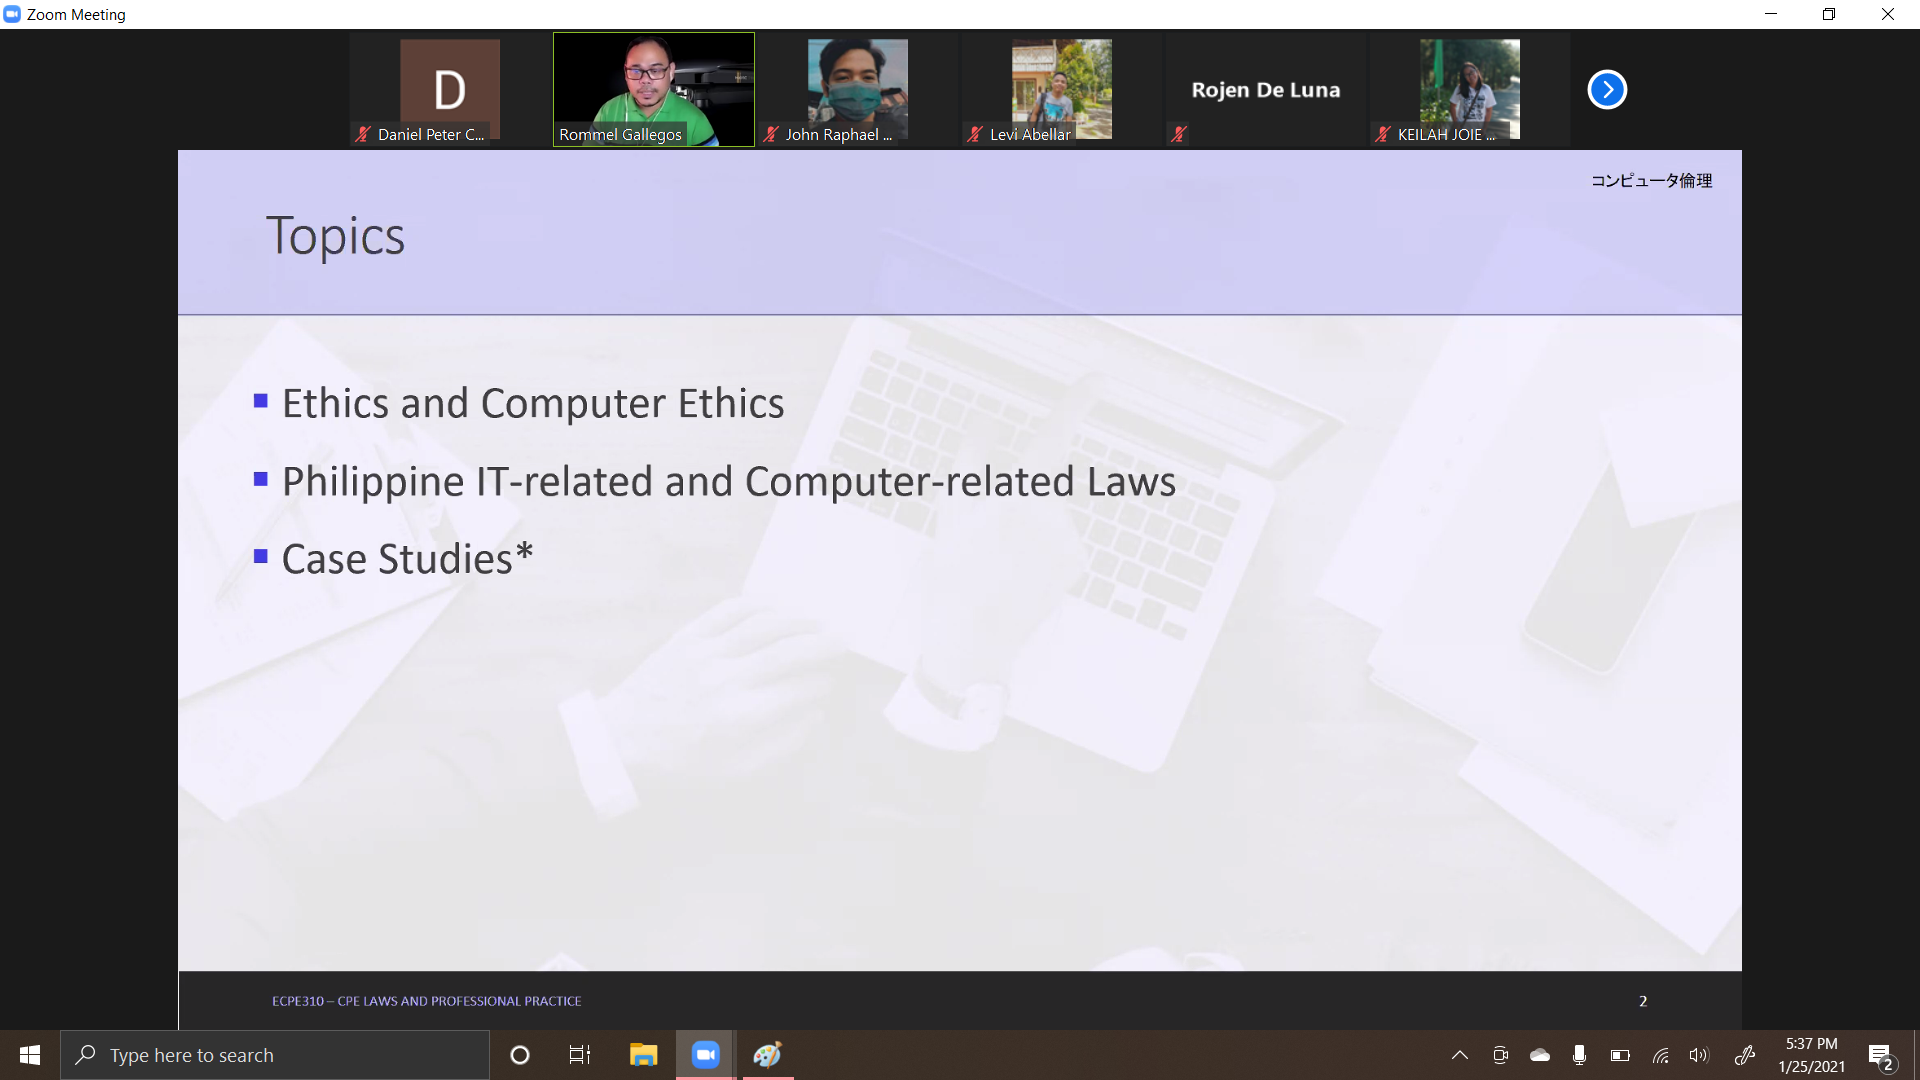 Zoom Meeting
D
Daniel Peter C...
Rommel Gallegos
John Raphael ...
Levi Abellar
Rojen De Luna
KEILAH JOIE ...
コンピュータ倫理
Topics
Ethics and Computer Ethics
Philippine IT-related and Computer-related Laws
Case Studies*
ECPE310 – CPE LAWS AND PROFESSIONAL PRACTICE
2
Type here to search
5:37 PM
1/25/2021
2